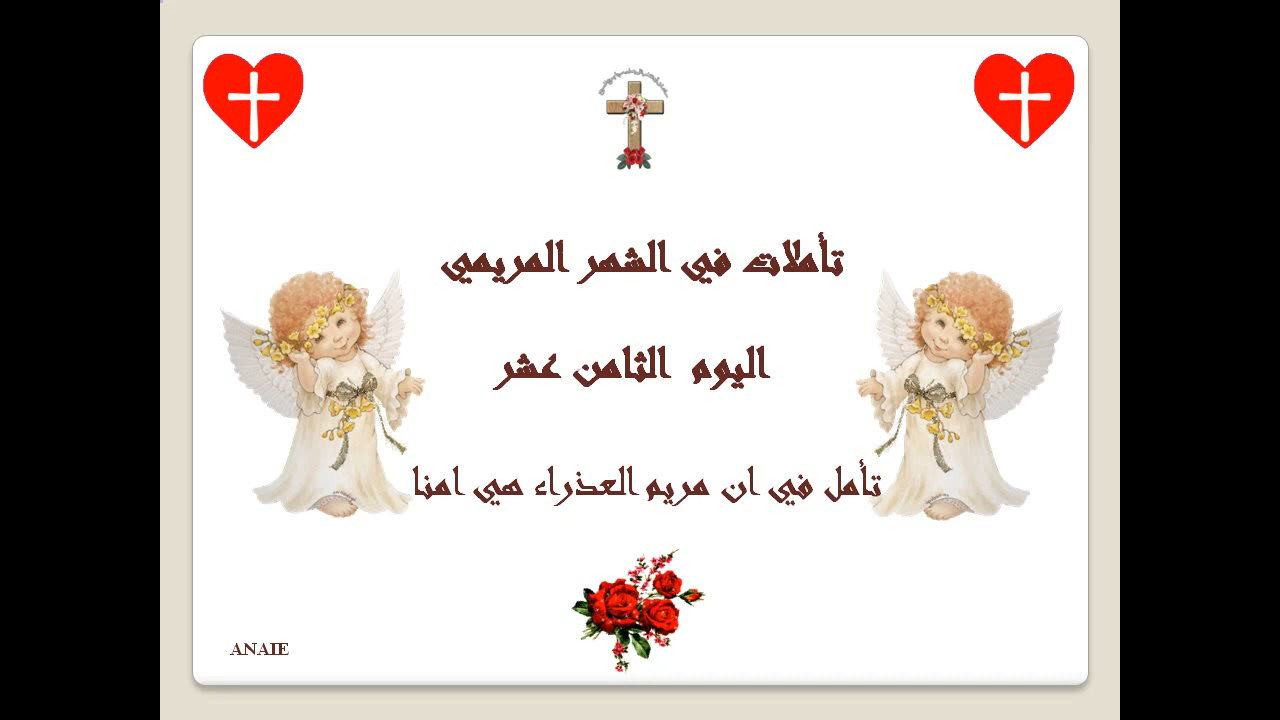 تأملات في الشهر المريمي
اليوم الثامن عشر
تأمل في ان مريم العذراء هي امنا
ANAIE